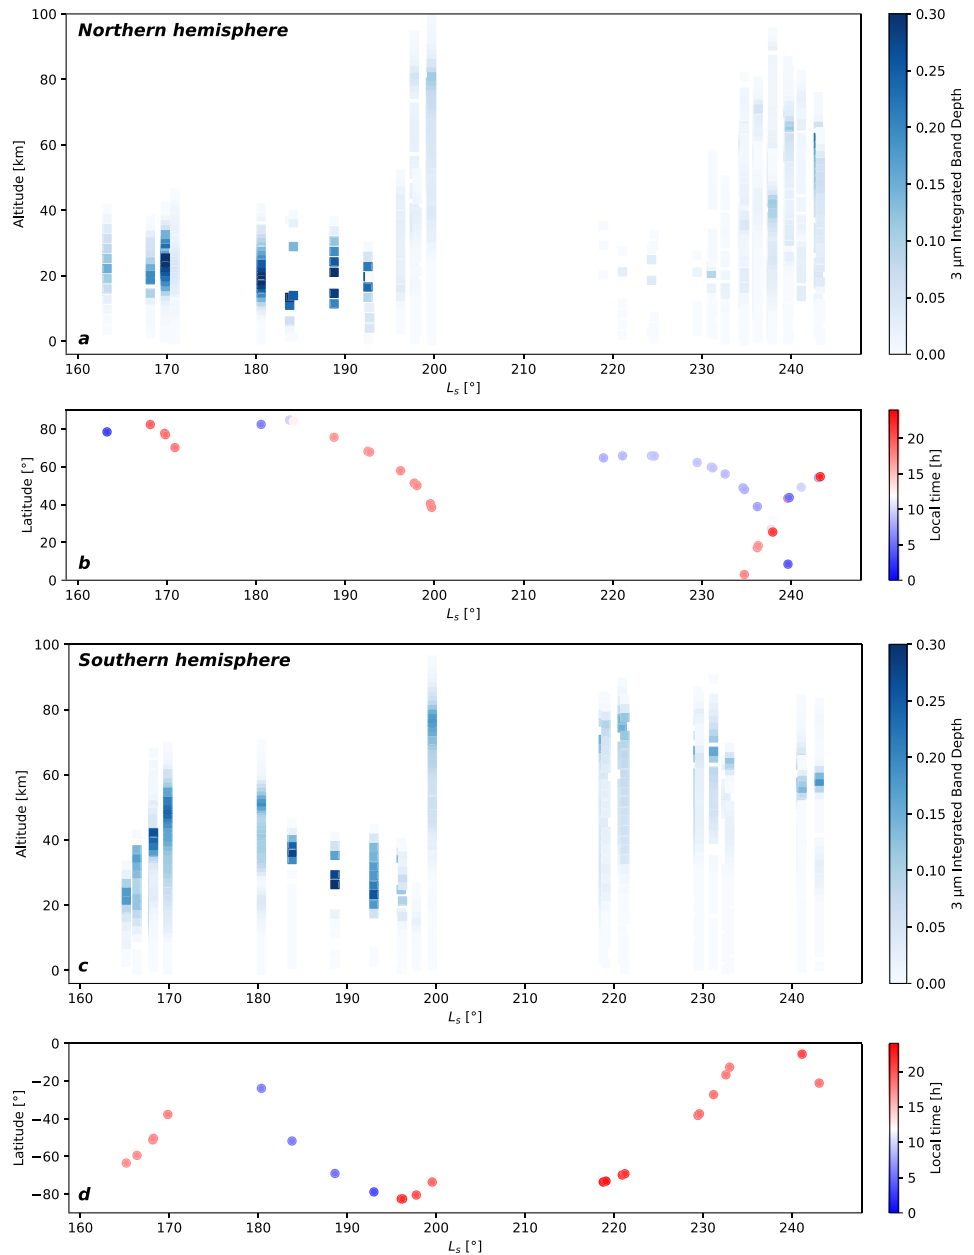 Northern hemisphere
100
80
60
40
20
0
Altitude [km]
a
160 170 180 190 200 210 220 230 240
Ls [°]
0.30
0.25
0.20
0.15
0.10
0.05
0.00
3 μm Integrated Band Depth
80
60
40
20
0
Latitude [°]
b
160 170 180 190 200 210 220 230 240
Ls [°]
20
15
10
5
0
Local time [h]
Southern hemisphere
100
80
60
40
20
0
Altitude [km]
c
160 170 180 190 200 210 220 230 240
Ls [°]
0.30
0.25
0.20
0.15
0.10
0.05
0.00
3 μm Integrated Band Depth
0
−20
−40
−60
−80
Latitude [°]
d
160 170 180 190 200 210 220 230 240
Ls [°]
20
15
10
5
0
Local time [h]